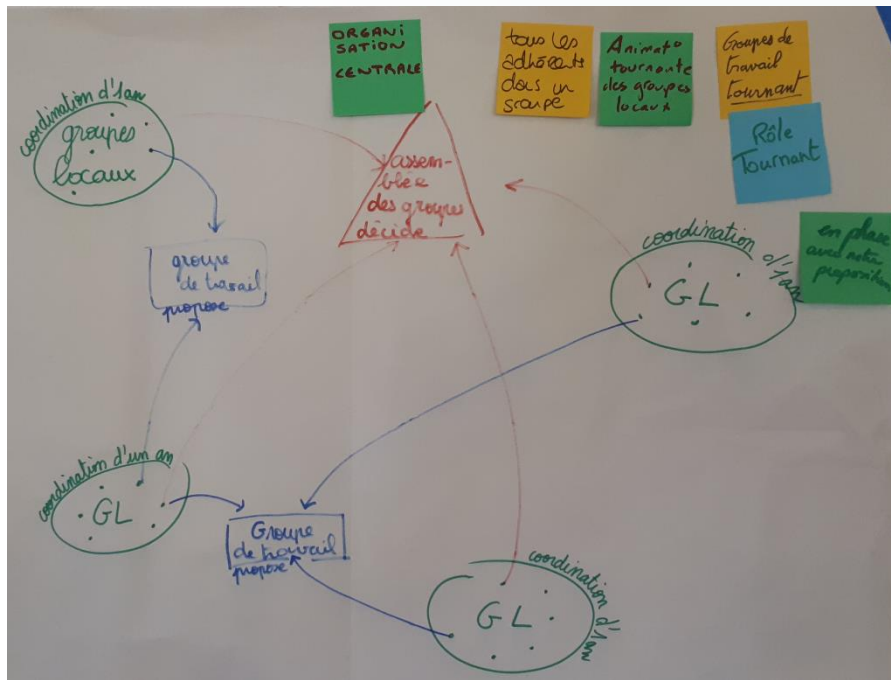 ORGANI
SATION
CENTRALE
tous les
adhérents
dans un
groupe
Animat°
tournante
des groupes
locaux
Groupes de
travail
tournant
Rôle
Tournant
en phase
avec notre
proposition
coordination d'1an
groupes
locaux
assem-
blée
des groupes
décide
groupe
de travail
propose
coordination d'1an
GL
coordination d'un an
GL
Groupe
de travail
propose
coordination d'1an
GL